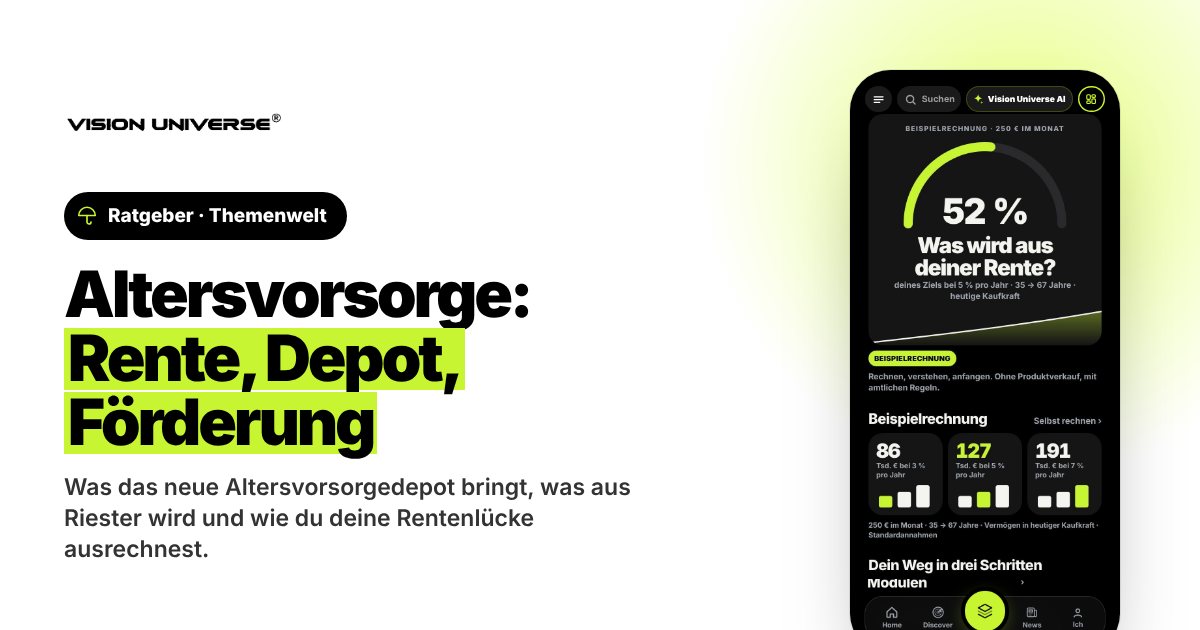 VISION UNIVERSE®
Ratgeber · Themenwelt
Altersvorsorge:
Rente, Depot,
Förderung
Was das neue Altersvorsorgedepot bringt, was aus
Riester wird und wie du deine Rentenlücke
ausrechnest.
Suchen
Vision Universe AI
BEISPIELRECHNUNG · 250 € IM MONAT
52 %
Was wird aus
deiner Rente?
deines Ziels bei 5 % pro Jahr · 35 → 67 Jahre ·
heutige Kaufkraft
BEISPIELRECHNUNG
Rechnen, verstehen, anfangen. Ohne Produktverkauf, mit
amtlichen Regeln.
Beispielrechnung
Selbst rechnen ›
86
Tsd. € bei 3 %
pro Jahr
127
Tsd. € bei 5 %
pro Jahr
191
Tsd. € bei 7 %
pro Jahr
250 € im Monat · 35 → 67 Jahre · Vermögen in heutiger Kaufkraft ·
Standardannahmen
Dein Weg in drei Schritten
Modulen ›
Home
Discover
News
Ich